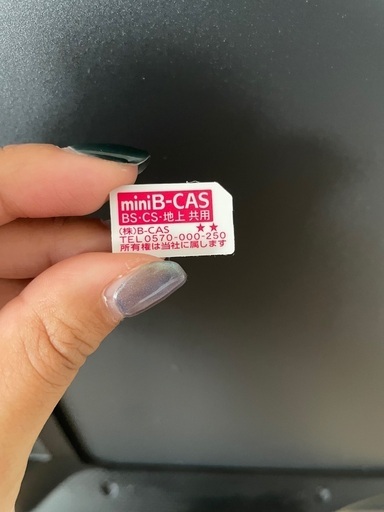 miniB-CAS
BS・CS・地上 共用
(株)B-CAS ★★
TEL 0570-000-250
所有権は当社に属します